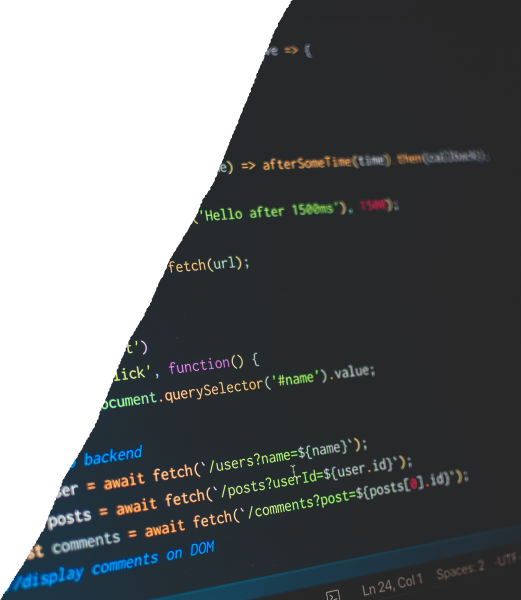 => {
e) => afterSomeTime(time).then(
('Hello after 1500ms'), 1500);
fetch(url);
t')
lick', function() {
ocument.querySelector('#name').value;
backend
ser = await fetch(`/users?name=${name}`);
posts = await fetch(`/posts?userId=${user.id}`);
st comments = await fetch(`/comments?post=${posts[0].id}`);
//display comments on DOM
Ln 24, Col 1 Spaces: 2 UTF